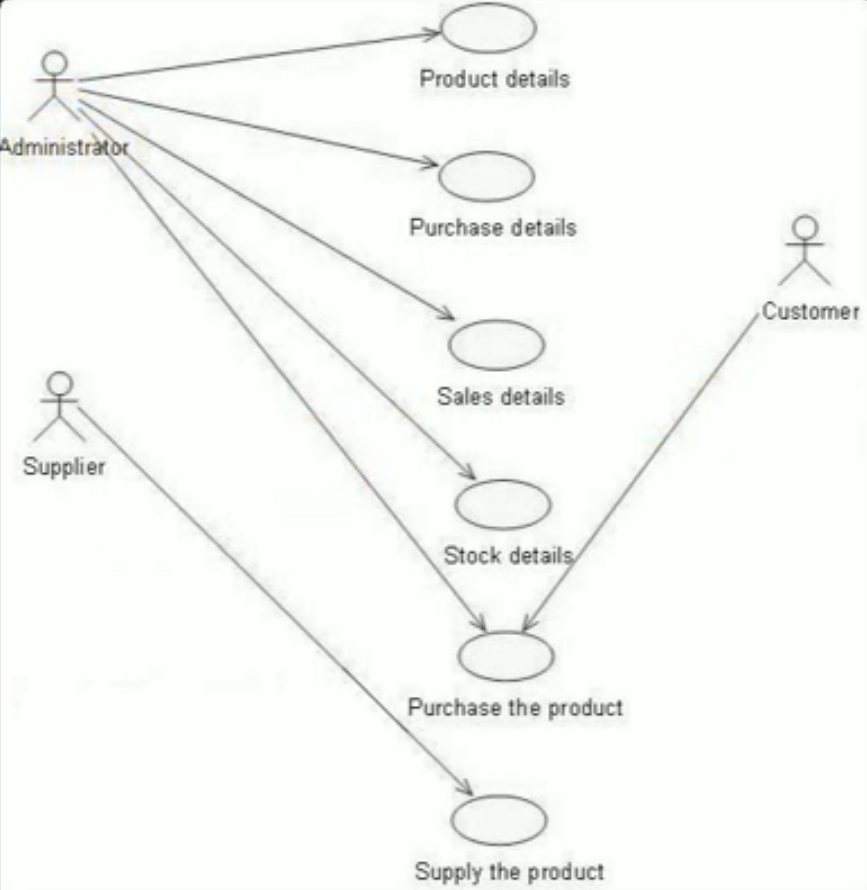 Product details
Administrator
Purchase details
Customer
Sales details
Supplier
Stock details
Purchase the product
Supply the product